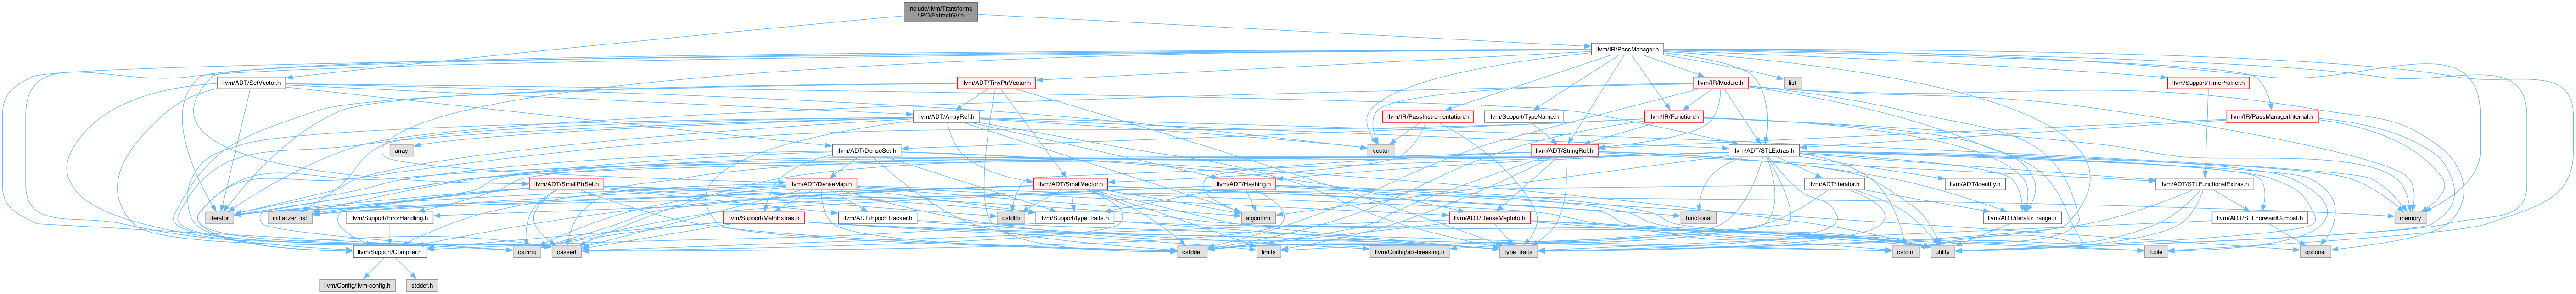 include/llvm/Transforms
/IPO/ExtractGV.h
llvm/IR/PassManager.h
llvm/ADT/SetVector.h
llvm/ADT/TinyPtrVector.h
llvm/IR/Module.h
list
llvm/Support/TimeProfiler.h
llvm/ADT/ArrayRef.h
llvm/IR/PassInstrumentation.h
llvm/Support/TypeName.h
llvm/IR/Function.h
llvm/IR/PassManagerInternal.h
array
llvm/ADT/DenseSet.h
vector
llvm/ADT/StringRef.h
llvm/ADT/STLExtras.h
llvm/ADT/SmallPtrSet.h
llvm/ADT/DenseMap.h
llvm/ADT/SmallVector.h
llvm/ADT/Hashing.h
llvm/ADT/iterator.h
llvm/ADT/identity.h
llvm/ADT/STLFunctionalExtras.h
iterator
initializer_list
llvm/Support/ErrorHandling.h
llvm/Support/MathExtras.h
llvm/ADT/EpochTracker.h
cstdlib
llvm/Support/type_traits.h
algorithm
llvm/ADT/DenseMapInfo.h
functional
llvm/ADT/iterator_range.h
llvm/ADT/STLForwardCompat.h
memory
llvm/Support/Compiler.h
cstring
cassert
cstddef
limits
llvm/Config/abi-breaking.h
type_traits
cstdint
utility
tuple
optional
llvm/Config/llvm-config.h
stddef.h